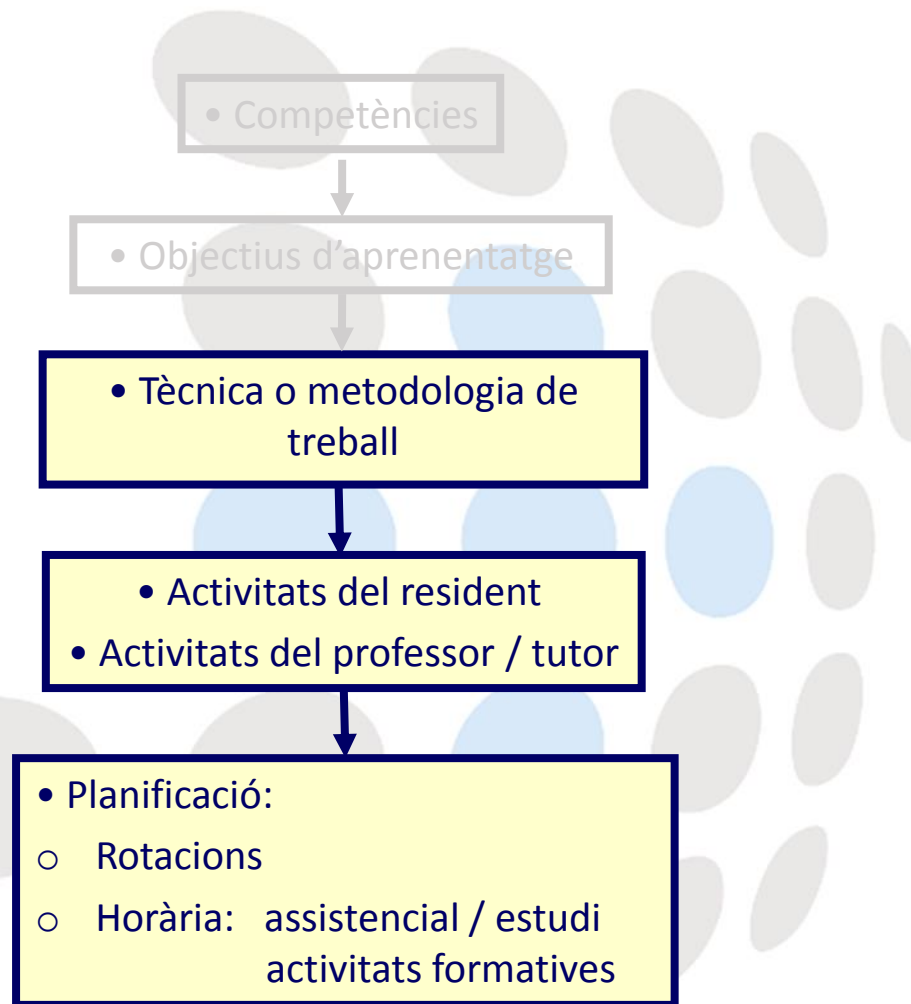 • Competències
• Objectius d’aprenentatge
• Tècnica o metodologia de
treball
• Activitats del resident
• Activitats del professor / tutor
• Planificació:
o Rotacions
o Horària: assistencial / estudi
activitats formatives